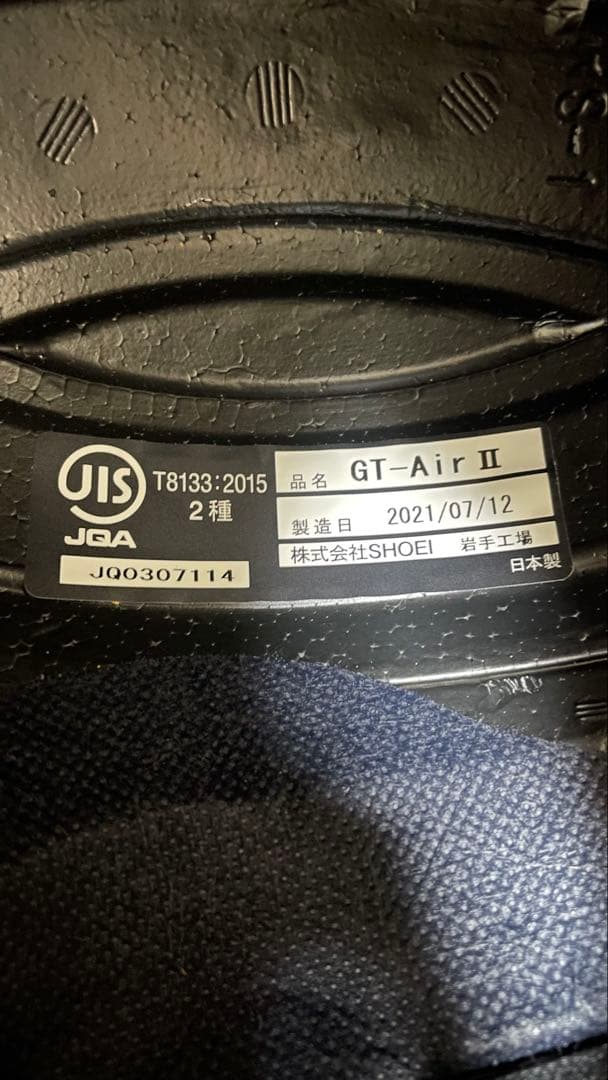 JIS
T8133:2015
2種
JQA
JQ0307114
品名 GT-Air II
製造日 2021/07/12
株式会社SHOEI 岩手工場
日本製